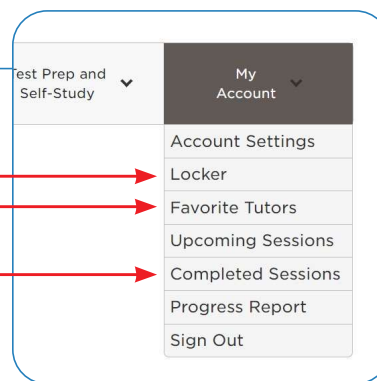 Test Prep and
Self-Study
My
Account
Account Settings
Locker
Favorite Tutors
Upcoming Sessions
Completed Sessions
Progress Report
Sign Out